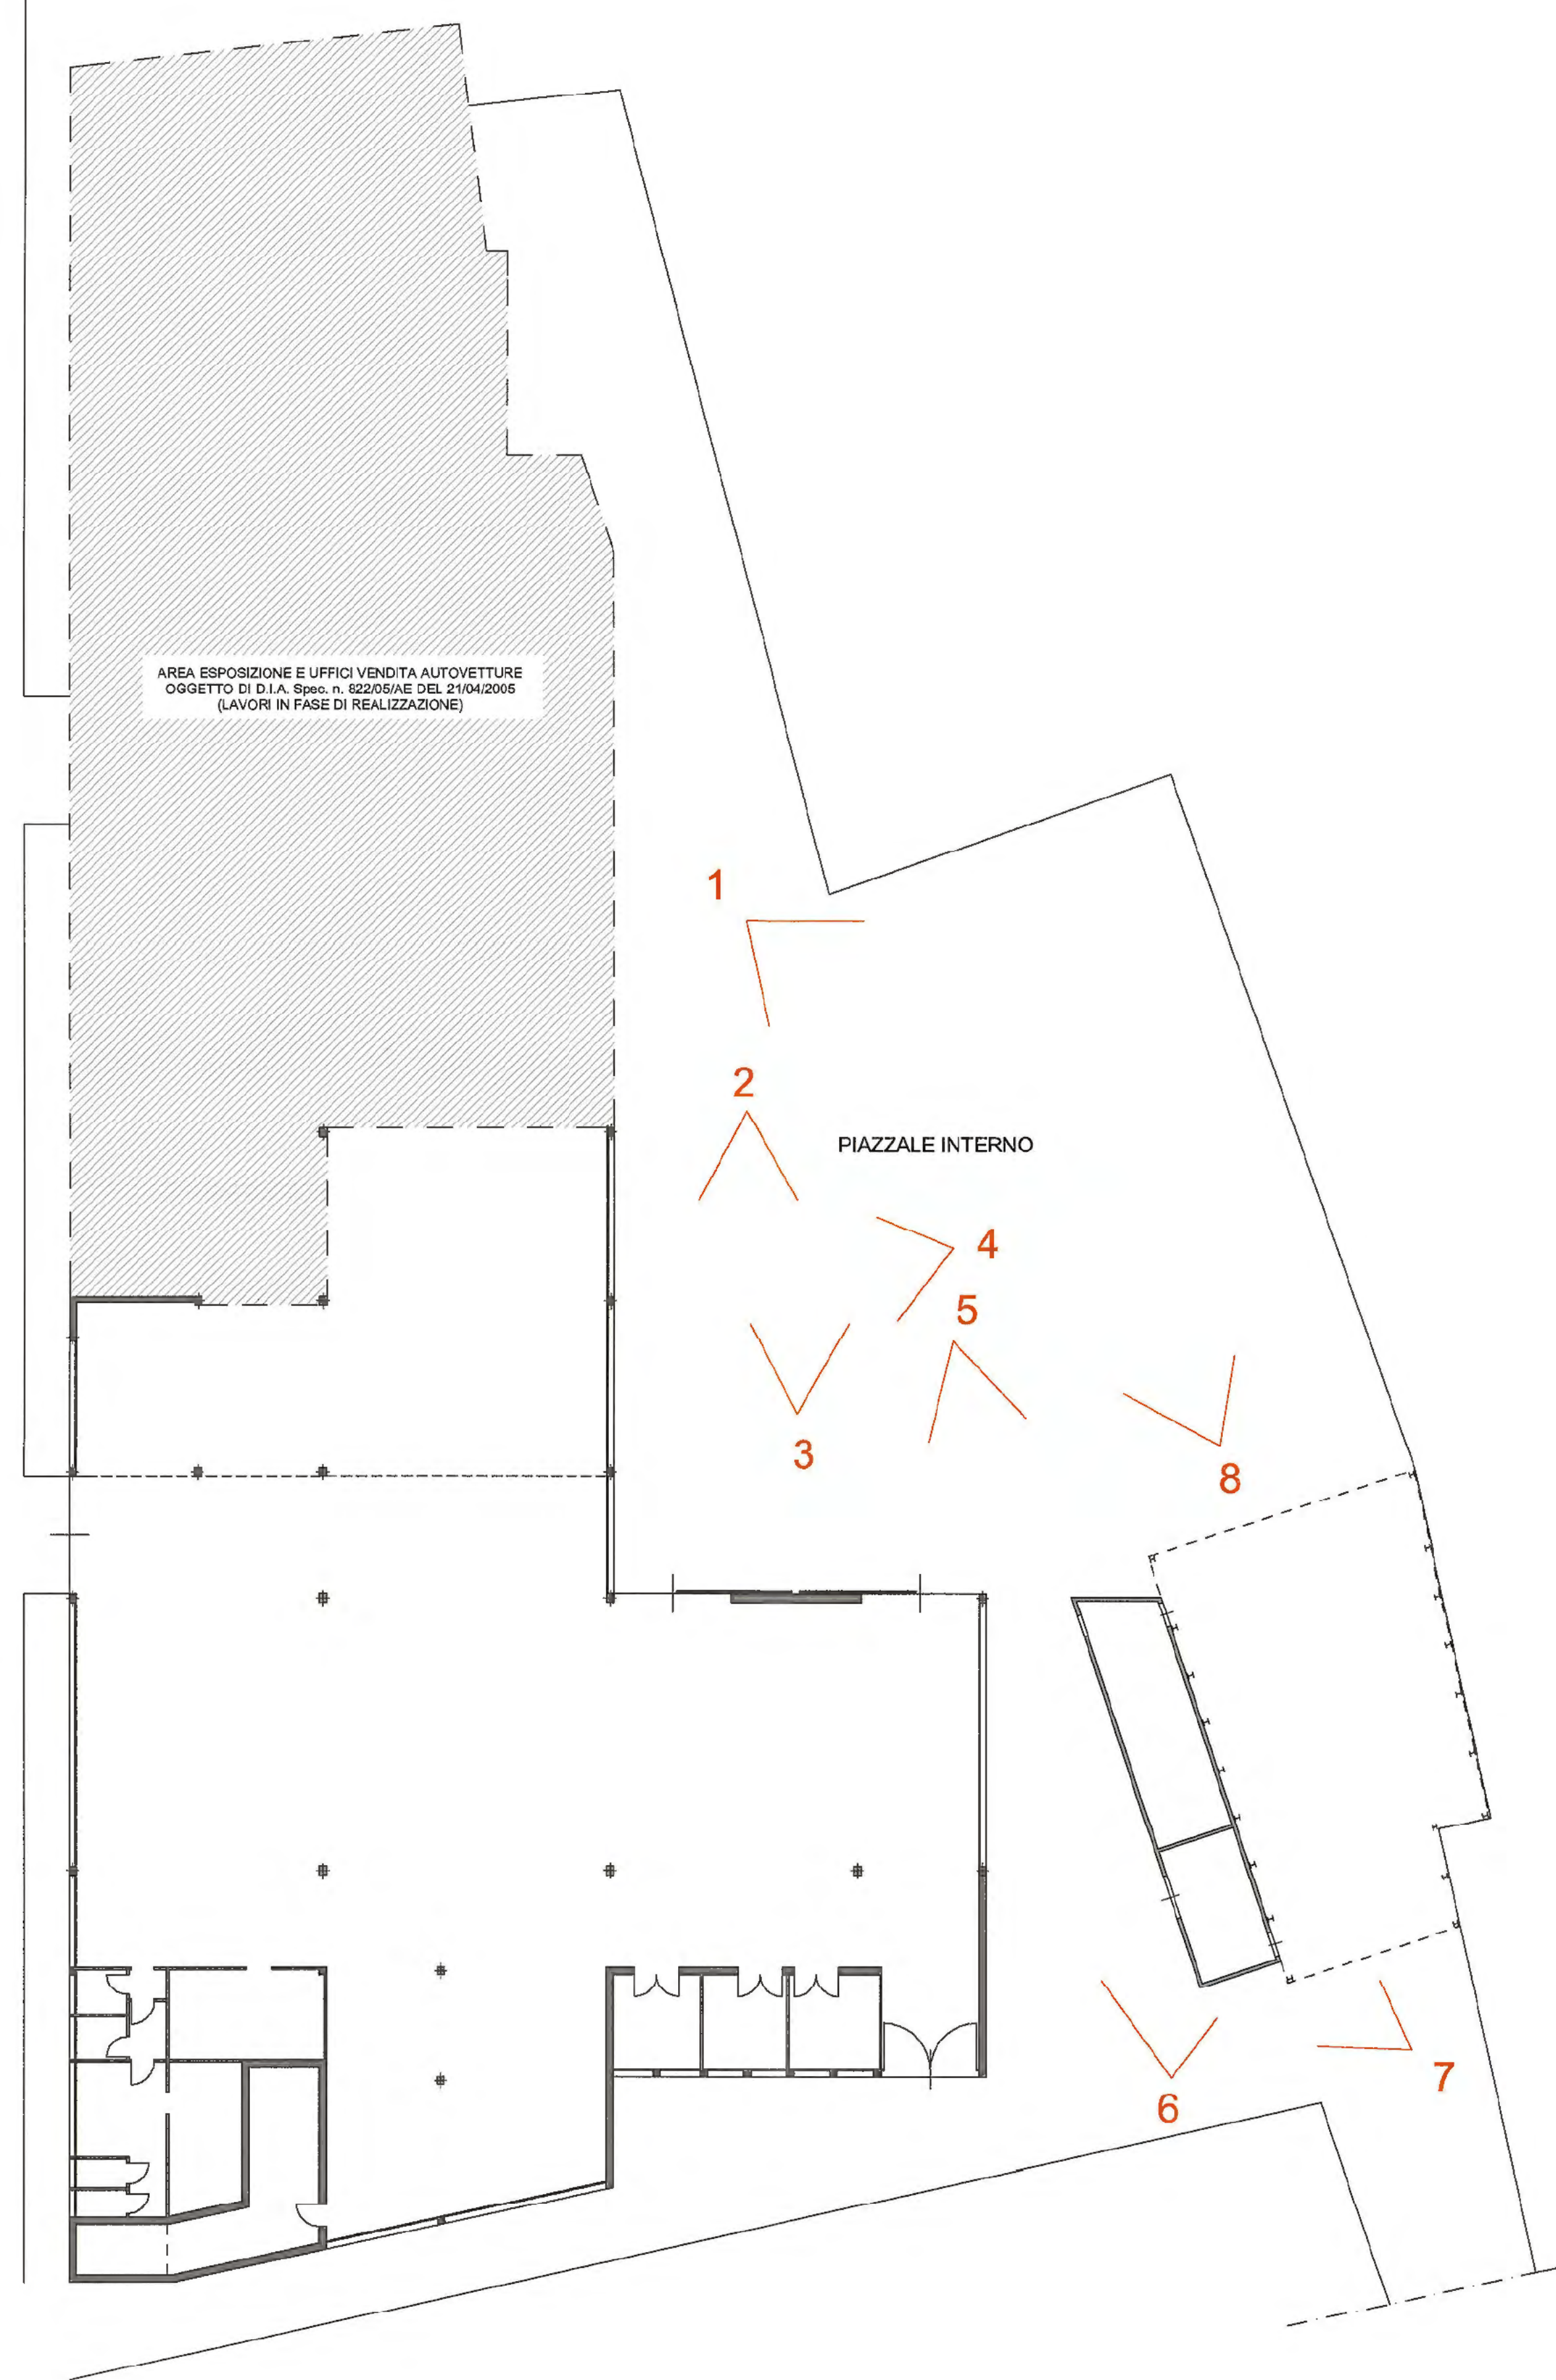 AREA ESPOSIZIONE E UFFICI VENDITA AUTOVETTURE
OGGETTO DI D.I.A. Spec. n. 822/05/AE DEL 21/04/2005
(LAVORI IN FASE DI REALIZZAZIONE)
1
2
PIAZZALE INTERNO
4
5
3
8
7
6